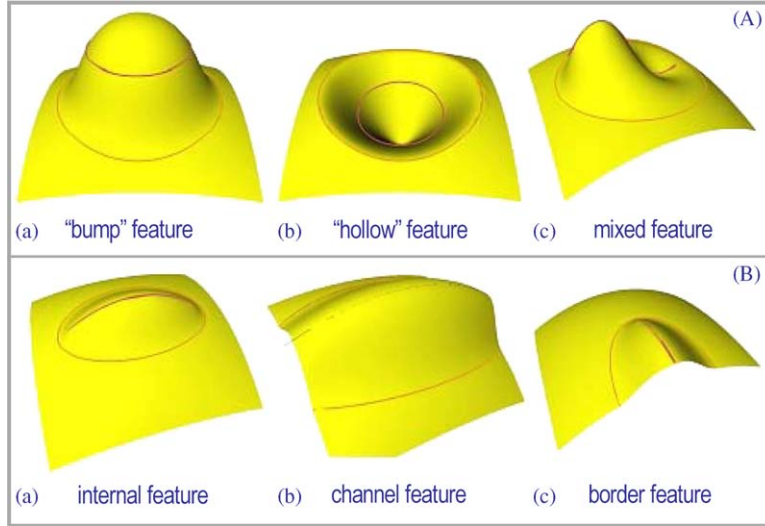 (A)
(a) “bump” feature (b) “hollow” feature (c) mixed feature
(B)
(a) internal feature (b) channel feature (c) border feature